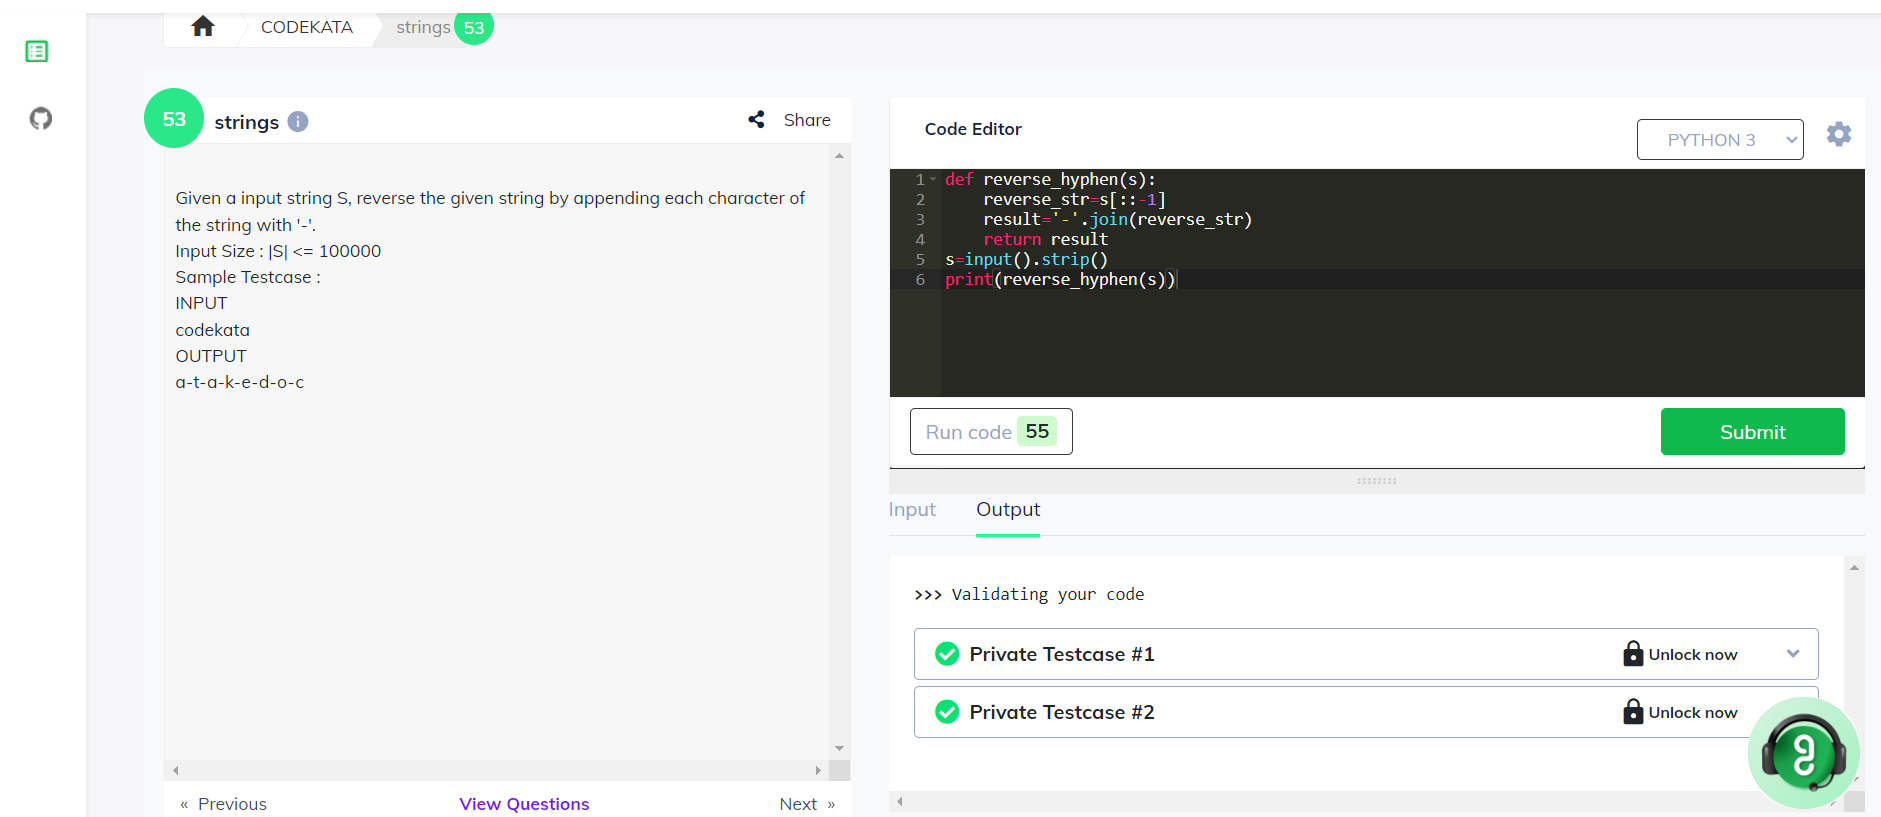 CODEKATA
strings 53
53 strings
Share
Given a input string S, reverse the given string by appending each character of
the string with '-'.
Input Size : |S| <= 100000
Sample Testcase :
INPUT
codekata
OUTPUT
a-t-a-k-e-d-o-c
« Previous
View Questions
Next »
Code Editor
PYTHON 3
1 def reverse_hyphen(s):
2     reverse_str=s[::-1]
3     result='-'.join(reverse_str)
4     return result
5 s=input().strip()
6 print(reverse_hyphen(s))
Run code 55
Submit
Input
Output
>>> Validating your code
Private Testcase #1
Unlock now
Private Testcase #2
Unlock now